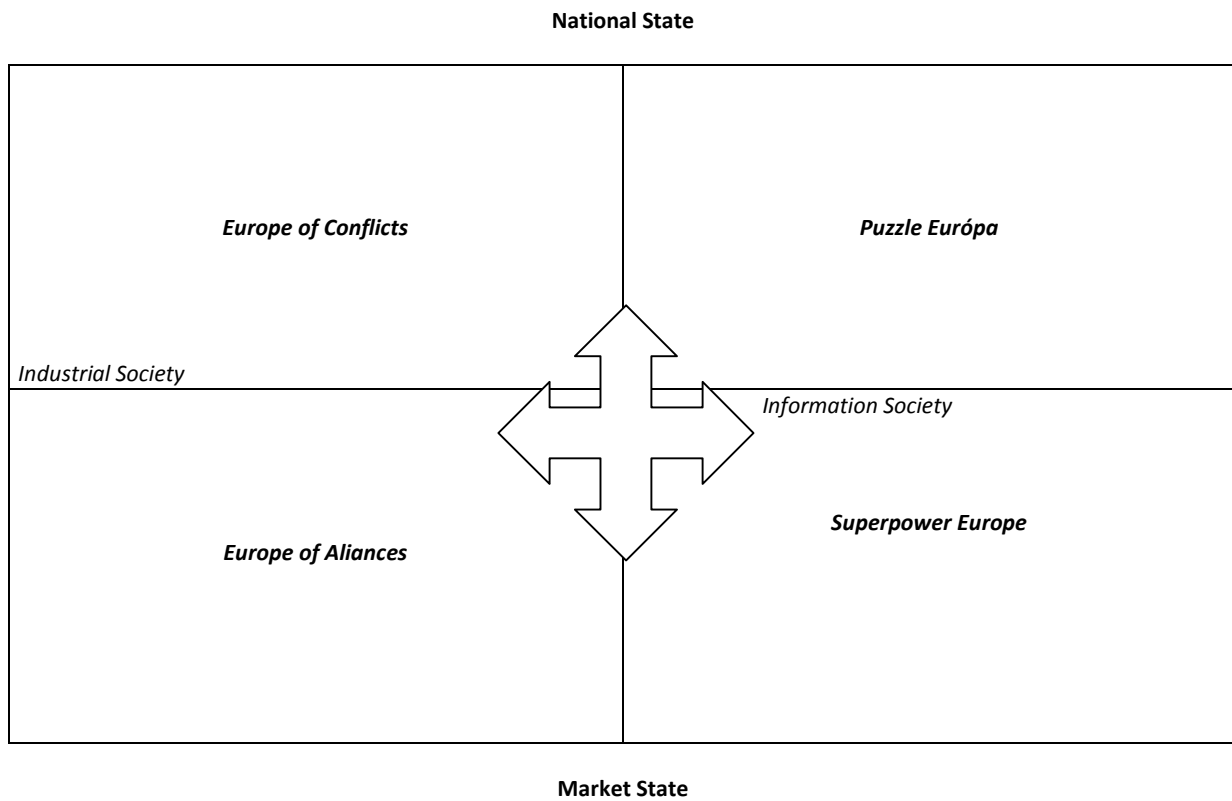 National State
Europe of Conflicts
Puzzle Európa
Industrial Society
Information Society
Superpower Europe
Europe of Aliances
Market State